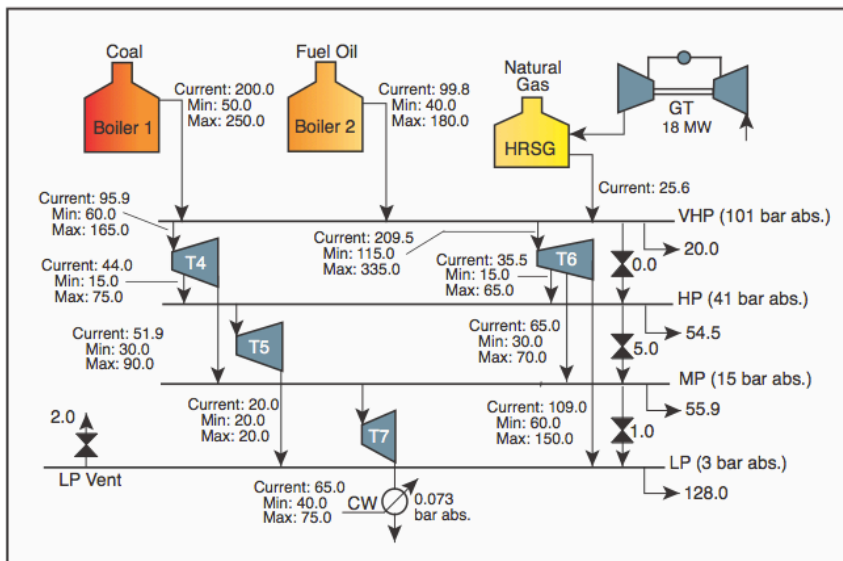 Coal
Current: 200.0
Min: 50.0
Max: 250.0
Boiler 1
Fuel Oil
Current: 99.8
Min: 40.0
Max: 180.0
Boiler 2
Natural
Gas
HRSG
GT
18 MW
Current: 25.6
Current: 95.9
Min: 60.0
Max: 165.0
VHP (101 bar abs.)
Current: 209.5
Min: 115.0
Max: 335.0
20.0
T4
T6
0.0
Current: 44.0
Min: 15.0
Max: 75.0
Current: 35.5
Min: 15.0
Max: 65.0
HP (41 bar abs.)
54.5
Current: 51.9
Min: 30.0
Max: 90.0
T5
Current: 65.0
Min: 30.0
Max: 70.0
5.0
MP (15 bar abs.)
55.9
2.0
Current: 20.0
Min: 20.0
Max: 20.0
T7
Current: 109.0
Min: 60.0
Max: 150.0
1.0
LP (3 bar abs.)
LP Vent
128.0
Current: 65.0
Min: 40.0
Max: 75.0
CW
0.073
bar abs.